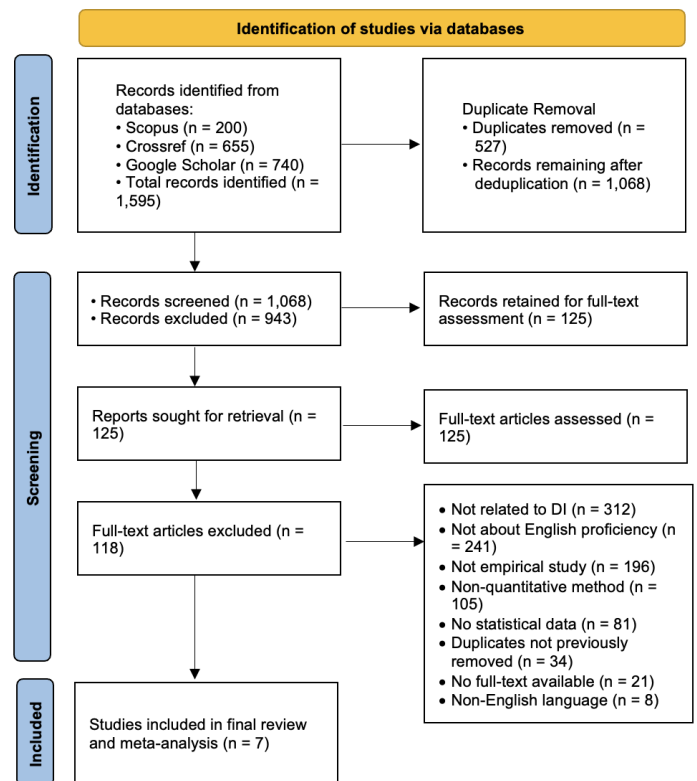 Identification of studies via databases
Identification
Records identified from
databases:
• Scopus (n = 200)
• Crossref (n = 655)
• Google Scholar (n = 740)
• Total records identified (n =
1,595)
Duplicate Removal
• Duplicates removed (n =
527)
• Records remaining after
deduplication (n = 1,068)
Screening
• Records screened (n = 1,068)
• Records excluded (n = 943)
Records retained for full-text
assessment (n = 125)
Reports sought for retrieval (n =
125)
Full-text articles assessed (n =
125)
Full-text articles excluded (n =
118)
• Not related to DI (n = 312)
• Not about English proficiency (n
= 241)
• Not empirical study (n = 196)
• Non-quantitative method (n =
105)
• No statistical data (n = 81)
• Duplicates not previously
removed (n = 34)
• No full-text available (n = 21)
• Non-English language (n = 8)
Included
Studies included in final review
and meta-analysis (n = 7)